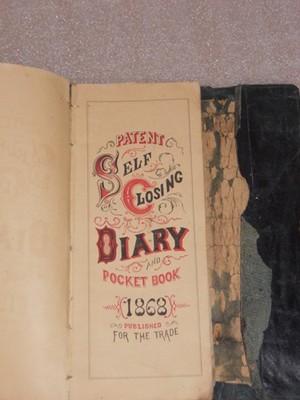 PATENT
SELF
CLOSING
DIARY
AND
POCKET BOOK
1868
PUBLISHED
FOR THE TRADE